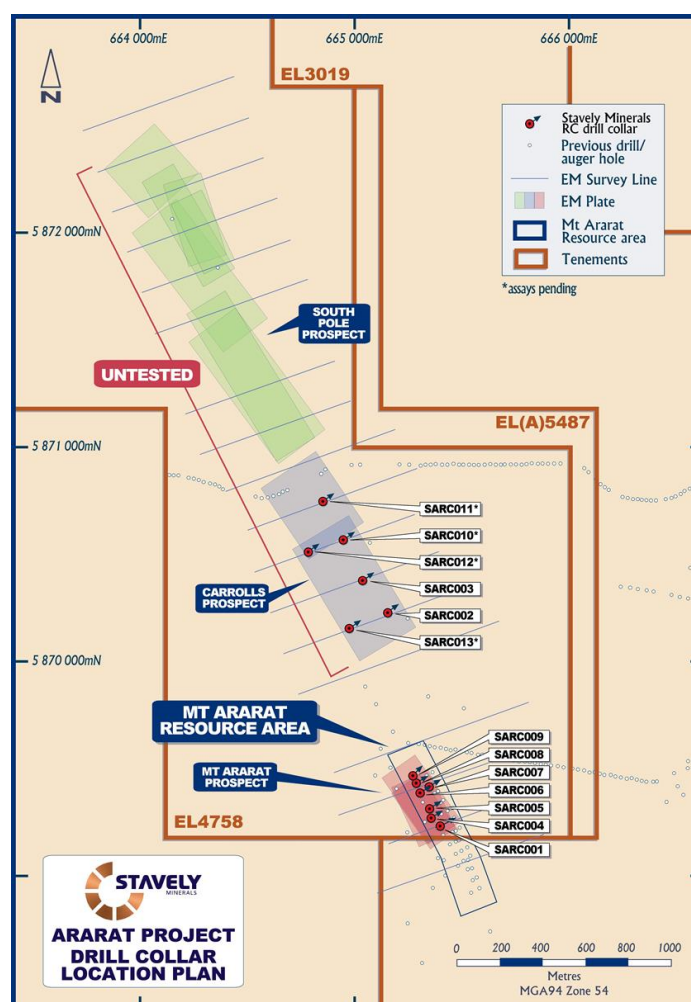 664 000mE
665 000mE
666 000mE
N
EL3019
Stavely Minerals
RC drill collar
Previous drill/
auger hole
EM Survey Line
EM Plate
Mt Ararat
Resource area
Tenements
*assays pending
5 872 000mN
SOUTH
POLE
PROSPECT
UNTESTED
EL(A)5487
5 871 000mN
SARC011*
SARC010*
SARC012*
CARROLLS
PROSPECT
SARC003
SARC002
SARC013*
5 870 000mN
MT ARARAT
RESOURCE AREA
SARC009
SARC008
MT ARARAT
PROSPECT
SARC007
SARC006
SARC005
EL4758
SARC004
SARC001
STAVELY
MINERALS
ARARAT PROJECT
DRILL COLLAR
LOCATION PLAN
0 200 400 600 800 1000
Metres
MGA94 Zone 54